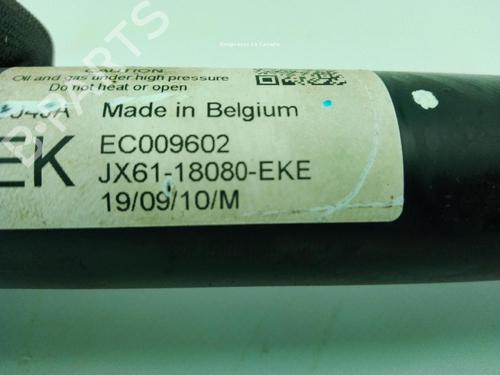 CAUTION
Oil and gas under high pressure
Do not heat or open
Made in Belgium
EK
EC009602
JX61-18080-EKE
19/09/10/M
B-PARTS